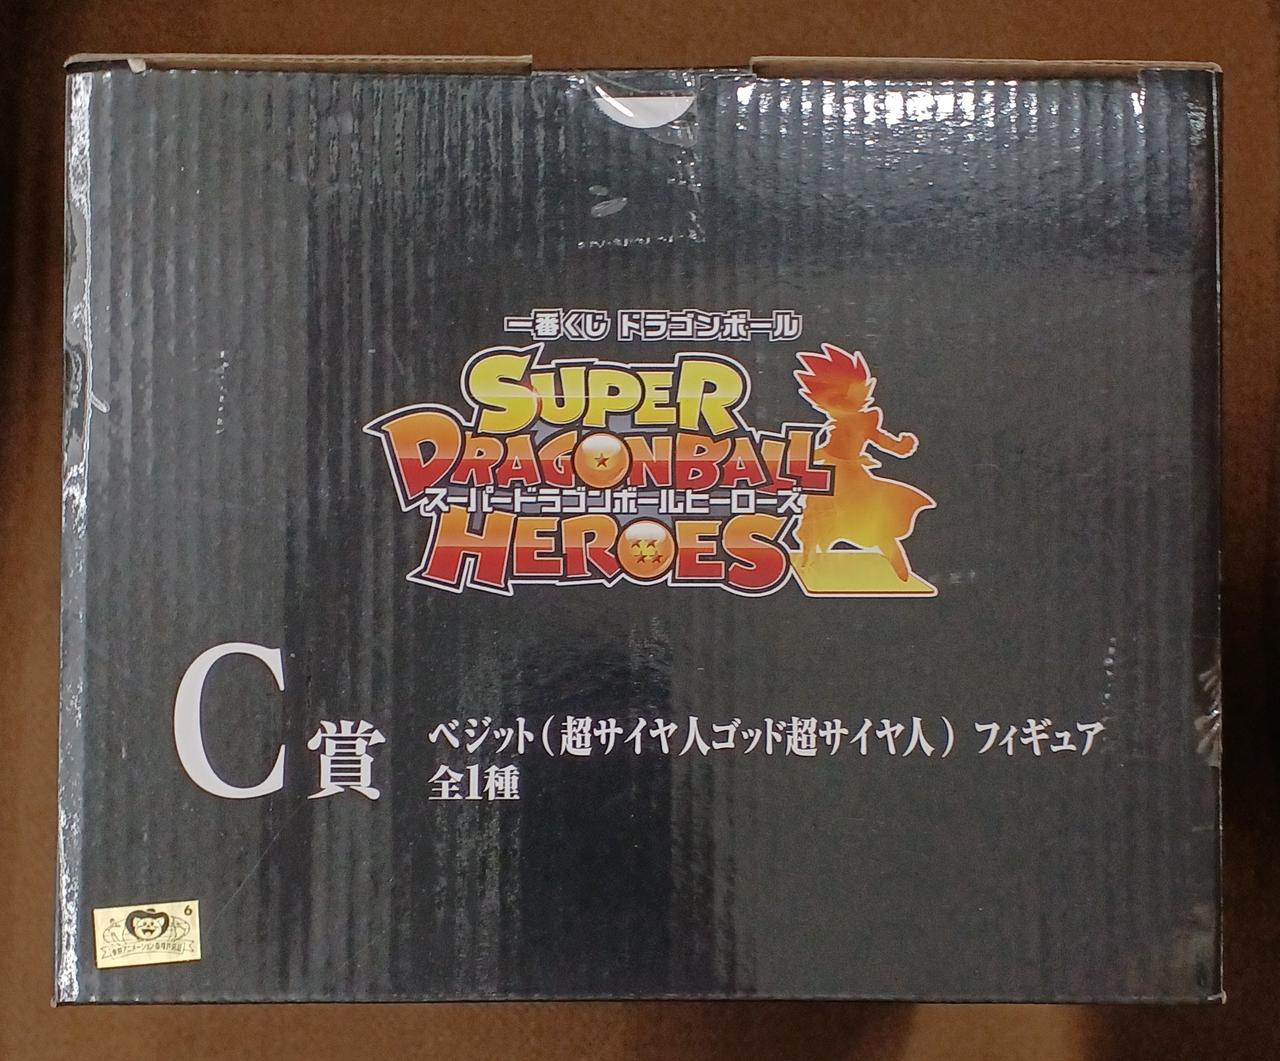 一番くじ ドラゴンボール
SUPER
DRAGONBALL
スーパードラゴンボールヒーローズ
HEROES
C賞
ベジット(超サイヤ人ゴッド超サイヤ人) フィギュア
全1種
6